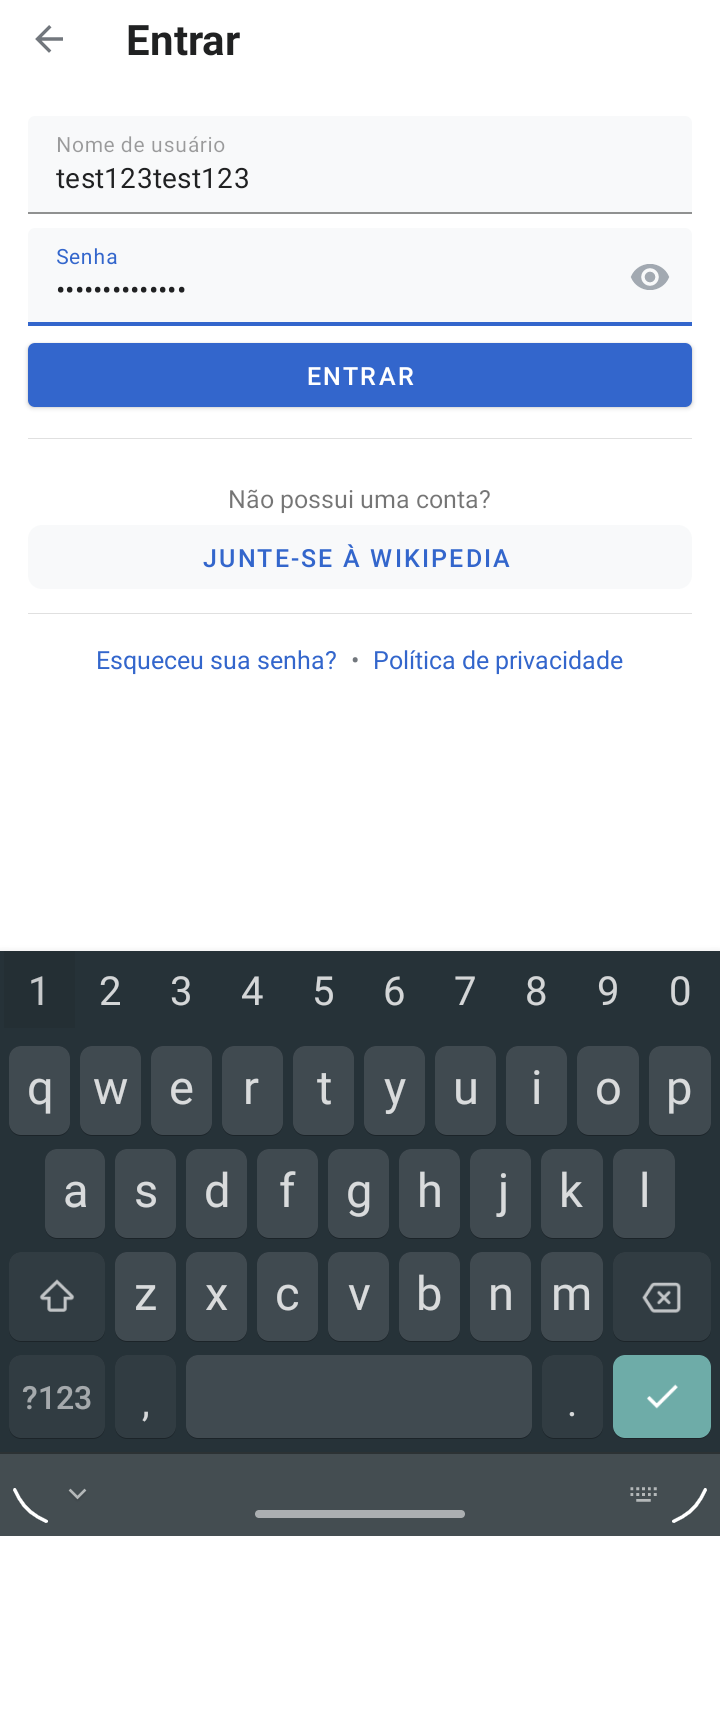 Entrar
Nome de usuário
test123test123
Senha
••••••••••••••
ENTRAR
Não possui uma conta?
JUNTE-SE À WIKIPEDIA
Esqueceu sua senha? • Política de privacidade
1 2 3 4 5 6 7 8 9 0
q w e r t y u i o p
a s d f g h j k l
z x c v b n m
?123 , .